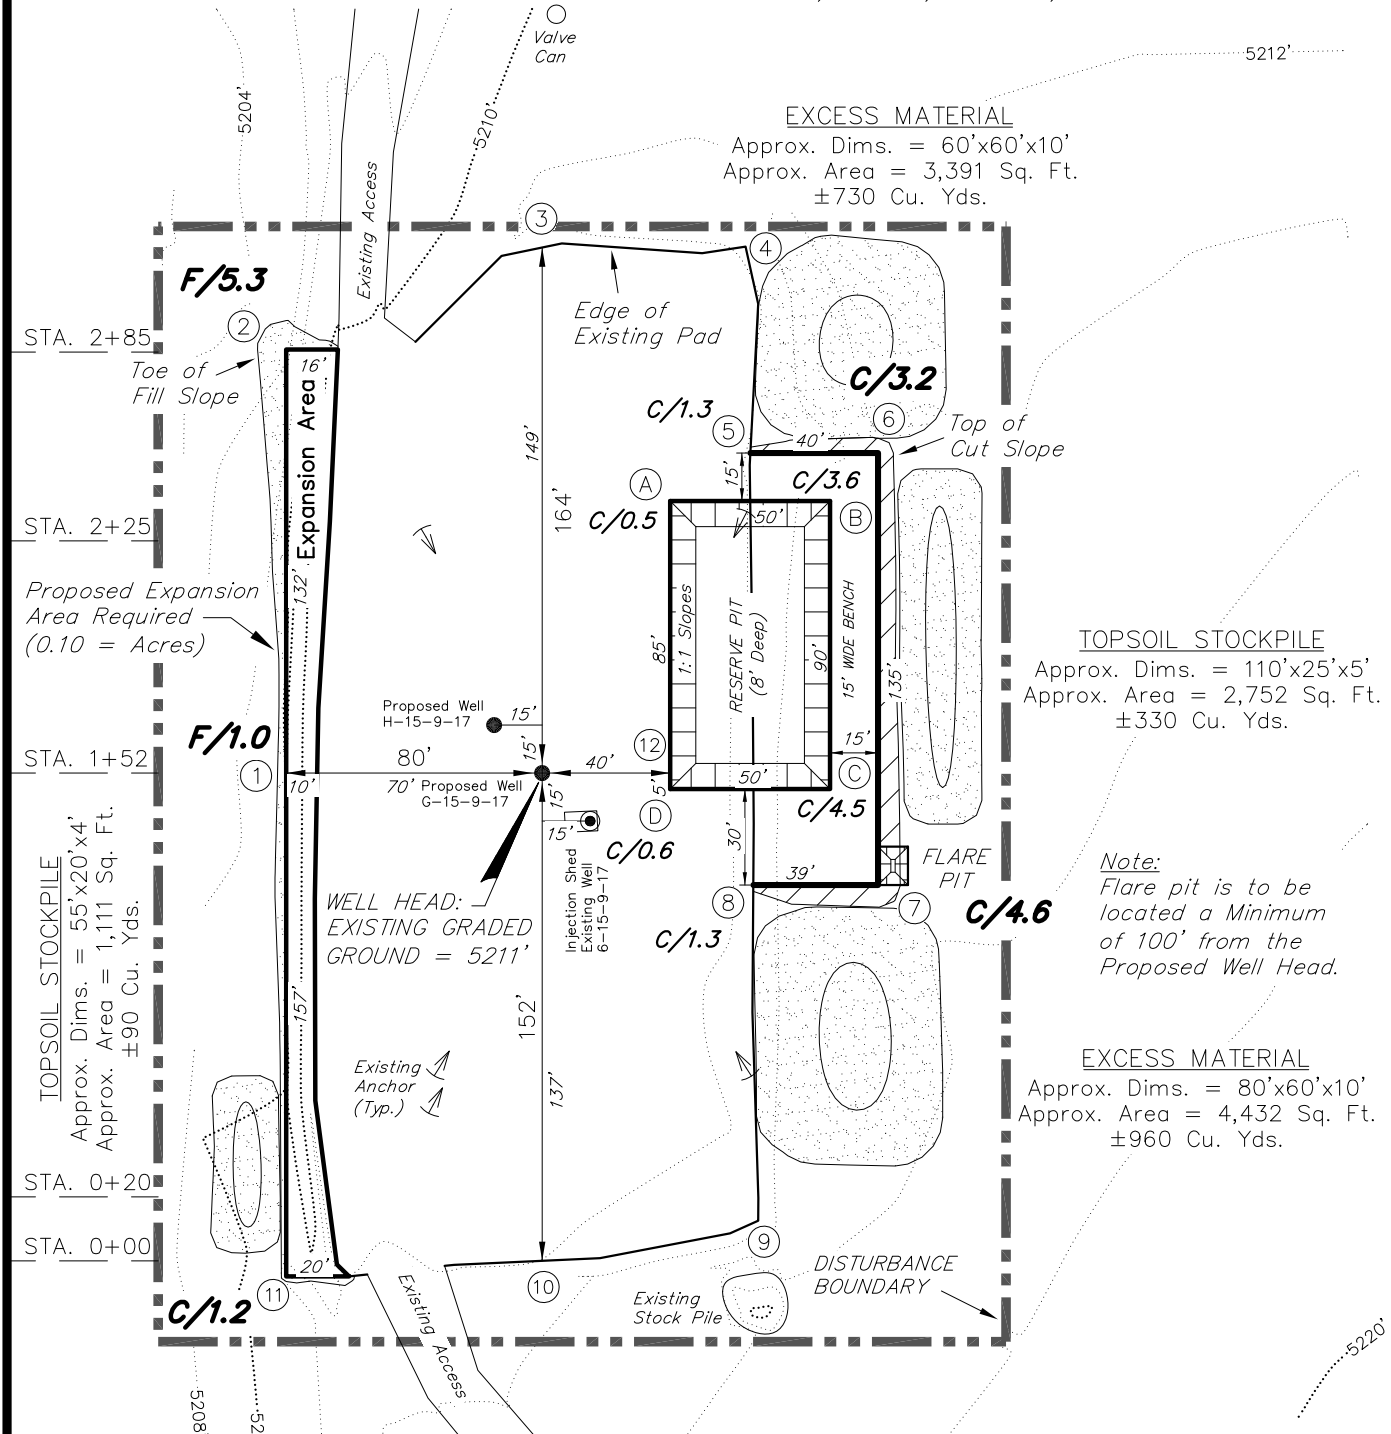 Valve
Can
5204'
5210'
5212'
EXCESS MATERIAL
Approx. Dims. = 60'x60'x10'
Approx. Area = 3,391 Sq. Ft.
±730 Cu. Yds.
Existing Access
3
4
F/5.3
2
Edge of
Existing Pad
STA. 2+85
Toe of
Fill Slope
16'
Expansion Area
C/3.2
C/1.3
5
6
40'
Top of
Cut Slope
149'
164'
15'
C/3.6
A
B
C/0.5
50'
STA. 2+25
Proposed Expansion
Area Required
(0.10 = Acres)
132'
85'
1:1 Slopes
RESERVE PIT
(8' Deep)
90'
15' WIDE BENCH
135'
TOPSOIL STOCKPILE
Approx. Dims. = 110'x25'x5'
Approx. Area = 2,752 Sq. Ft.
±330 Cu. Yds.
Proposed Well
H-15-9-17
15'
15'
F/1.0
STA. 1+52
1
80'
10'
70'
Proposed Well
G-15-9-17
40'
12
50'
15'
C
5'
15'
15'
D
C/4.5
C/0.6
30'
Injection Shed
Existing Well
6-15-9-17
FLARE
PIT
39'
8
7
C/4.6
C/1.3
Note:
Flare pit is to be
located a Minimum
of 100' from the
Proposed Well Head.
WELL HEAD:
EXISTING GRADED
GROUND = 5211'
TOPSOIL STOCKPILE
Approx. Dims. = 55'x20'x4'
Approx. Area = 1,111 Sq. Ft.
±90 Cu. Yds.
157'
152'
137'
Existing
Anchor
(Typ.)
EXCESS MATERIAL
Approx. Dims. = 80'x60'x10'
Approx. Area = 4,432 Sq. Ft.
±960 Cu. Yds.
STA. 0+20
STA. 0+00
20'
11
C/1.2
9
10
Existing Access
Existing
Stock Pile
DISTURBANCE
BOUNDARY
5208'
52
5220'